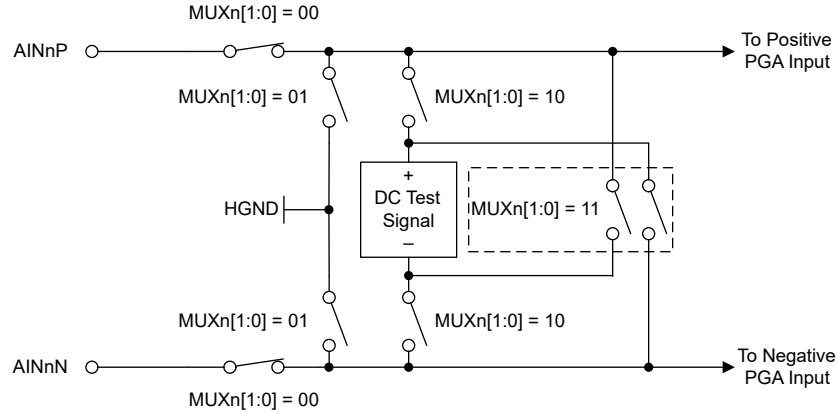 MUXn[1:0] = 00
AINnP
To Positive
PGA Input
MUXn[1:0] = 01
MUXn[1:0] = 10
+
DC Test
Signal
–
HGND
MUXn[1:0] = 11
MUXn[1:0] = 01
MUXn[1:0] = 10
AINnN
To Negative
PGA Input
MUXn[1:0] = 00